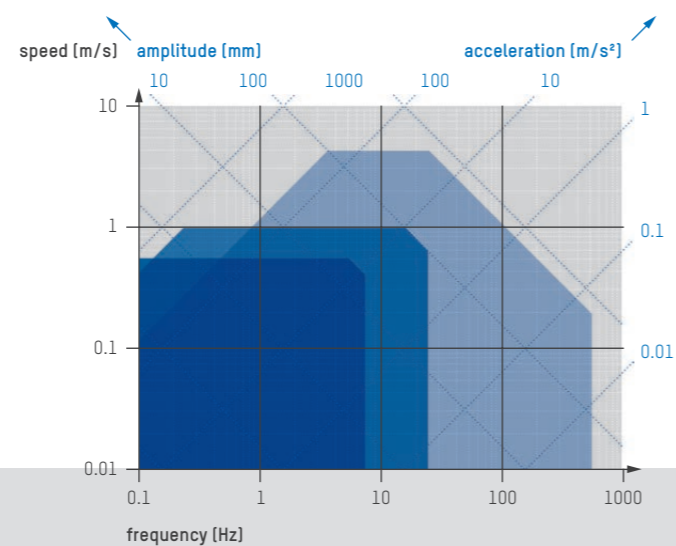 speed (m/s) amplitude (mm) acceleration (m/s²)
10 100 1000 100 10
10 1
1 0.1
0.1 0.01
0.01
0.1 1 10 100 1000
frequency (Hz)